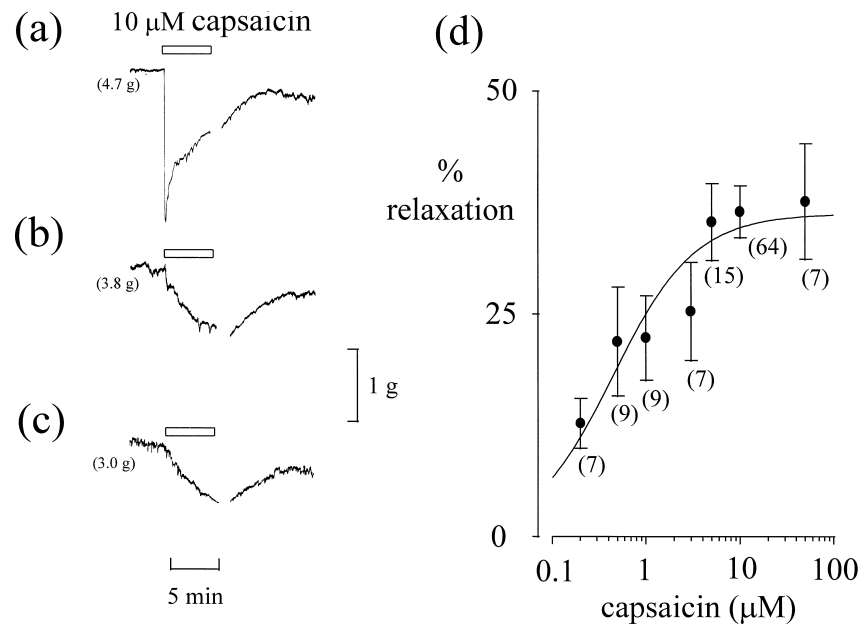 (a)
10 μM capsaicin
(4.7 g)
(b)
(3.8 g)
1 g
(c)
(3.0 g)
5 min
(d)
50
%
relaxation
25
0
(7)
(9)
(9)
(7)
(15)
(64)
(7)
0.1
1
10
100
capsaicin (μM)